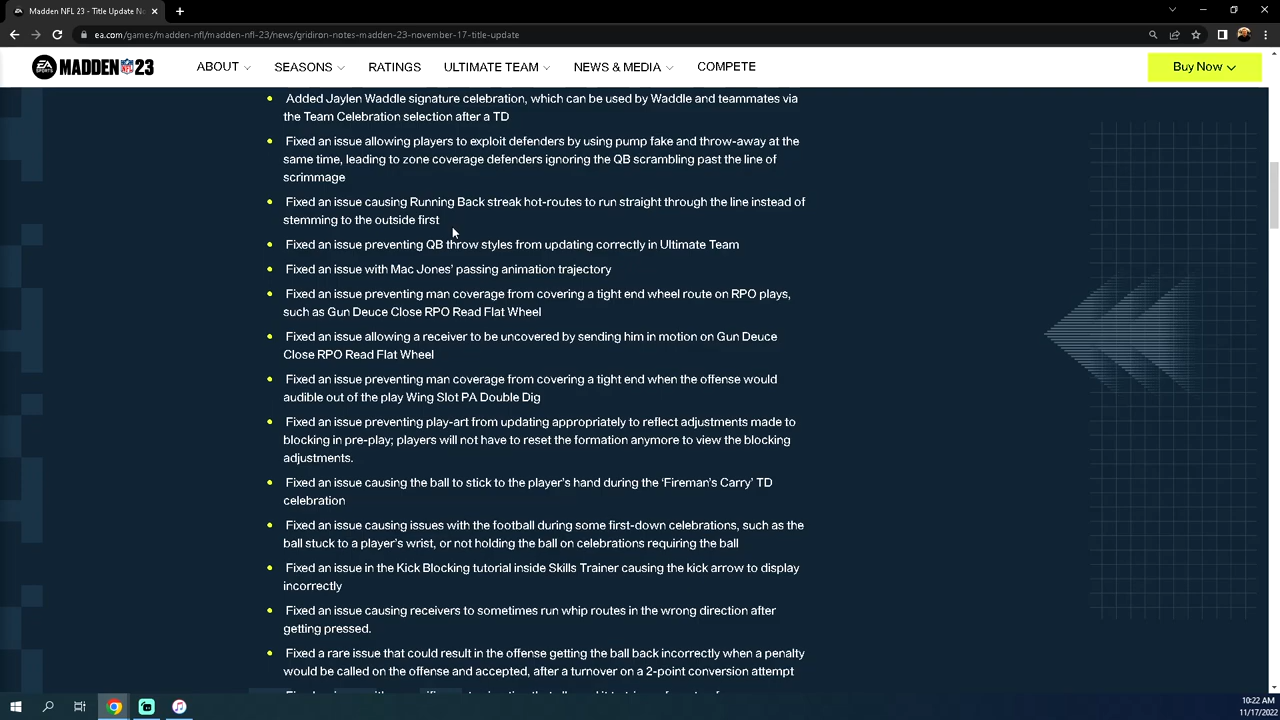 Madden NFL 23 - Title Update N
ea.com/games/madden-nfl/madden-nfl-23/news/gridiron-notes-madden-23-november-17-title-update
EA SPORTS MADDEN NFL 23
ABOUT
SEASONS
RATINGS
ULTIMATE TEAM
NEWS & MEDIA
COMPETE
Buy Now
Added Jaylen Waddle signature celebration, which can be used by Waddle and teammates via
the Team Celebration selection after a TD
Fixed an issue allowing players to exploit defenders by using pump fake and throw-away at the
same time, leading to zone coverage defenders ignoring the QB scrambling past the line of
scrimmage
Fixed an issue causing Running Back streak hot-routes to run straight through the line instead of
stemming to the outside first
Fixed an issue preventing QB throw styles from updating correctly in Ultimate Team
Fixed an issue with Mac Jones' passing animation trajectory
Fixed an issue preventing man coverage from covering a tight end wheel route on RPO plays,
such as Gun Deuce Close RPO Read Flat Wheel
Fixed an issue allowing a receiver to be uncovered by sending him in motion on Gun Deuce
Close RPO Read Flat Wheel
Fixed an issue preventing man coverage from covering a tight end when the offense would
audible out of the play Wing Slot PA Double Dig
Fixed an issue preventing play-art from updating appropriately to reflect adjustments made to
blocking in pre-play; players will not have to reset the formation anymore to view the blocking
adjustments.
Fixed an issue causing the ball to stick to the player's hand during the 'Fireman's Carry' TD
celebration
Fixed an issue causing issues with the football during some first-down celebrations, such as the
ball stuck to a player's wrist, or not holding the ball on celebrations requiring the ball
Fixed an issue in the Kick Blocking tutorial inside Skills Trainer causing the kick arrow to display
incorrectly
Fixed an issue causing receivers to sometimes run whip routes in the wrong direction after
getting pressed.
Fixed a rare issue that could result in the offense getting the ball back incorrectly when a penalty
would be called on the offense and accepted, after a turnover on a 2-point conversion attempt
10:22 AM
11/17/2022